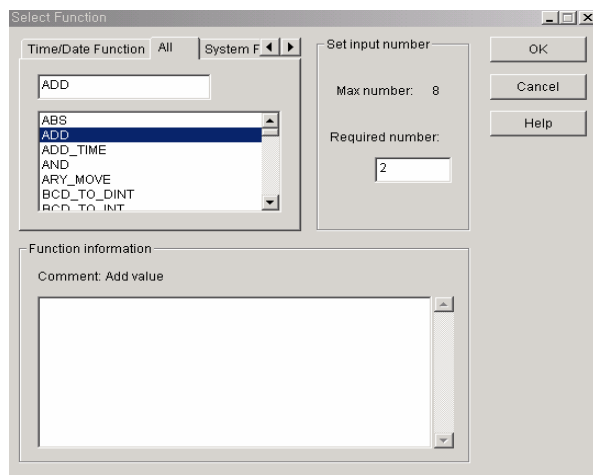 Select Function
Time/Date Function
All
System F
ADD
ABS
ADD
ADD_TIME
AND
ARY_MOVE
BCD_TO_DINT
BCD_TO_INT
Set input number
Max number: 8
Required number:
2
OK
Cancel
Help
Function information
Comment: Add value